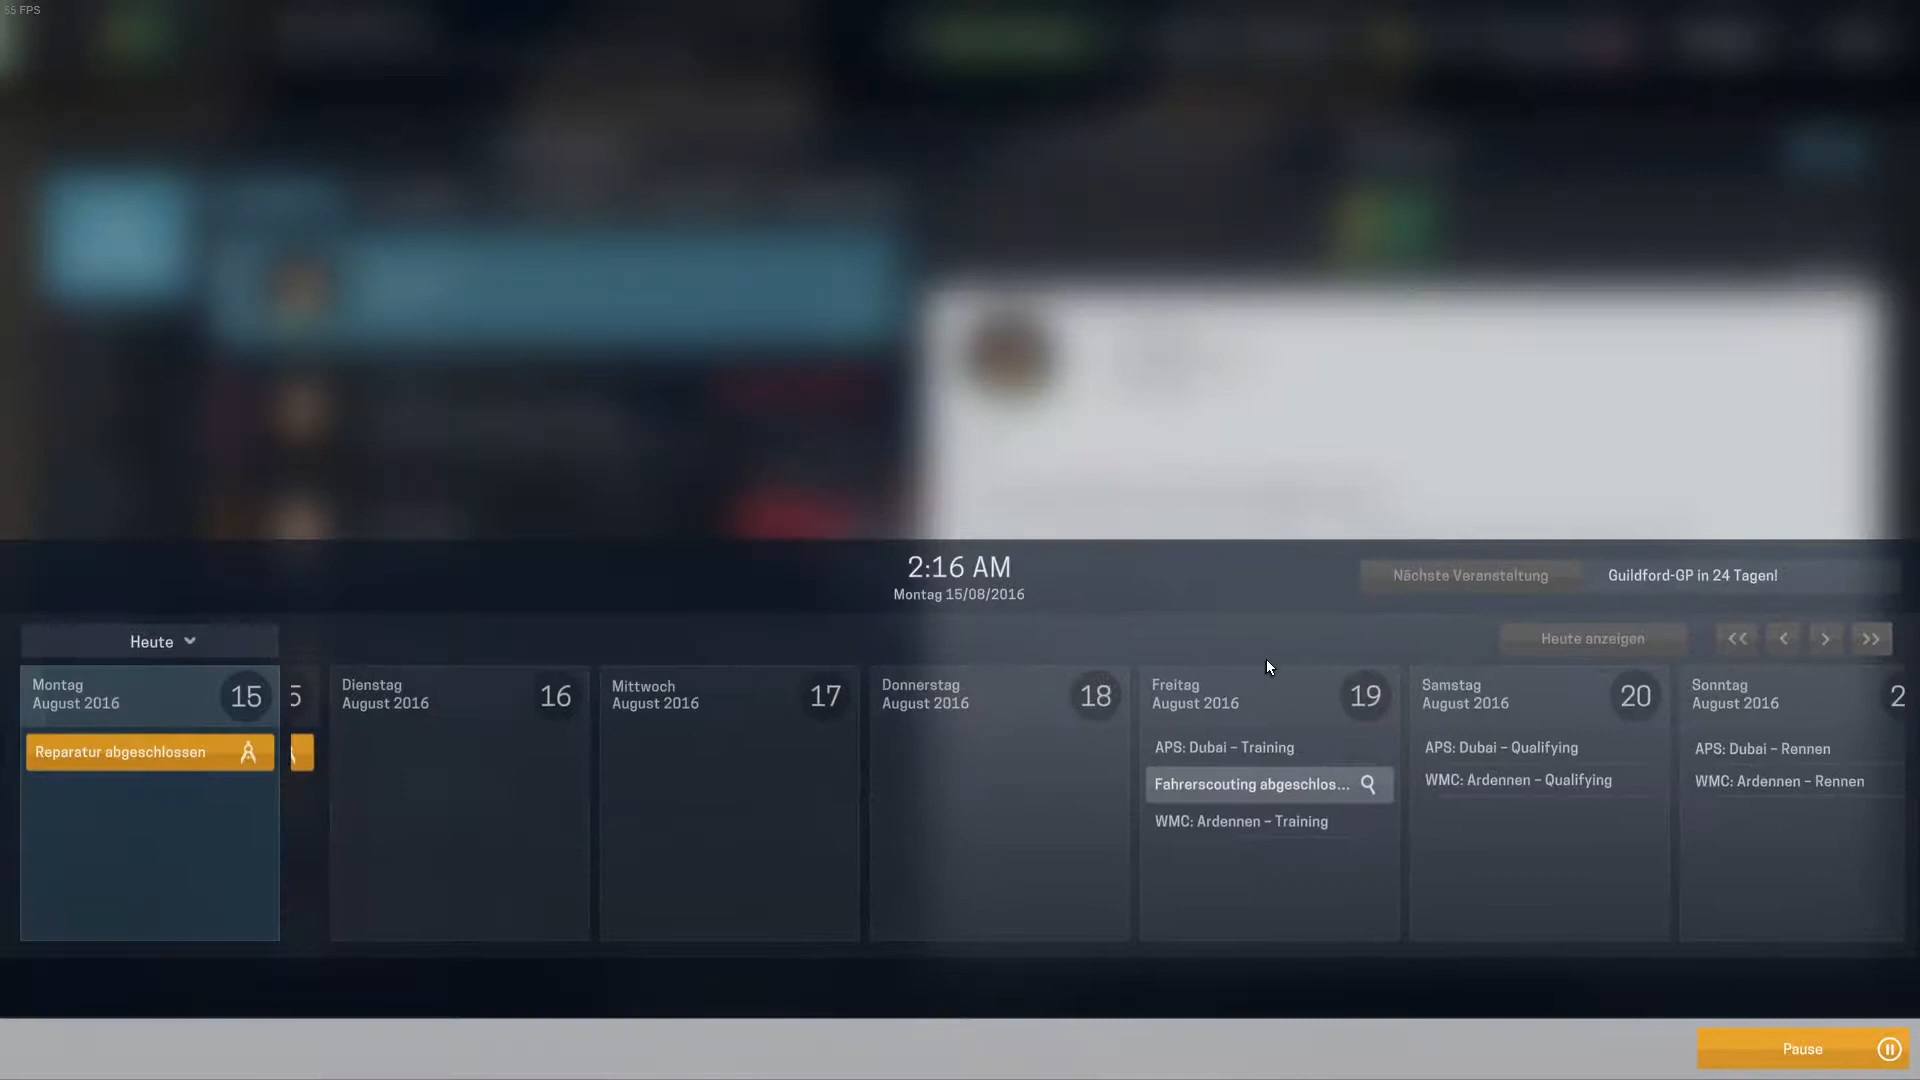 55 FPS
2:16 AM
Montag 15/08/2016
Nächste Veranstaltung
Guildford-GP in 24 Tagen!
Heute
Heute anzeigen
Montag
August 2016
15
Reparatur abgeschlossen
5
Dienstag
August 2016
16
Mittwoch
August 2016
17
Donnerstag
August 2016
18
Freitag
August 2016
19
APS: Dubai – Training
Fahrerscouting abgeschlos...
WMC: Ardennen – Training
Samstag
August 2016
20
APS: Dubai – Qualifying
WMC: Ardennen – Qualifying
Sonntag
August 2016
2
APS: Dubai – Rennen
WMC: Ardennen – Rennen
Pause